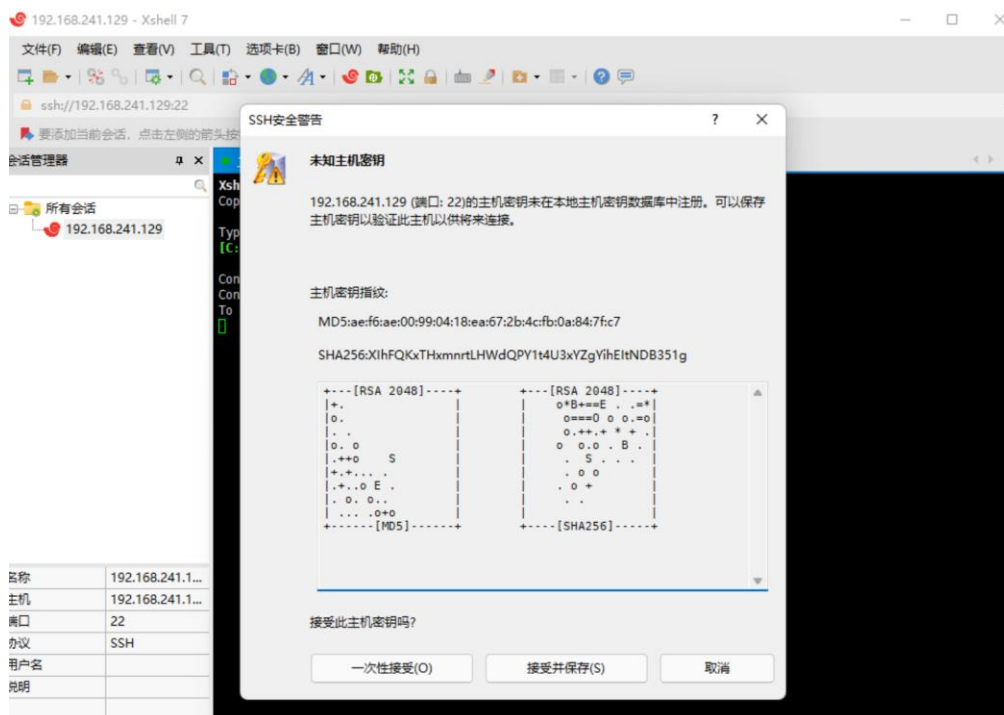 192.168.241.129 - Xshell 7
文件(F) 编辑(E) 查看(V) 工具(T) 选项卡(B) 窗口(W) 帮助(H)
ssh://192.168.241.129:22
要添加当前会话，点击左侧的箭头按
会话管理器
所有会话
192.168.241.129
Xsh
Cop
Typ
[C:
Con
Con
To
SSH安全警告
未知主机密钥
192.168.241.129 (端口: 22)的主机密钥未在本地主机密钥数据库中注册。可以保存
主机密钥以验证此主机以供将来连接。
主机密钥指纹:
MD5:ae:f6:ae:00:99:04:18:ea:67:2b:4c:fb:0a:84:7f:c7
SHA256:XIhFQKxTHxmnrtLHWdQPY1t4U3xYZgYihEItNDB351g
+---[RSA 2048]----+ +---[RSA 2048]----+
|+. | | o*B+==E . .=*|
|o. | | o===O o o.=o|
|. . | | o.++.+ * + .|
|o. o | | o o.o . B . |
|.++o S | | . S . . . |
|+.+... . | | . o o |
|.+..o E . | | . o + |
|. o. o.. | | . . |
| ... .o+o | | |
+------[MD5]------+ +----[SHA256]-----+
接受此主机密钥吗?
一次性接受(O) 接受并保存(S) 取消
名称 192.168.241.1...
主机 192.168.241.1...
端口 22
协议 SSH
用户名
说明